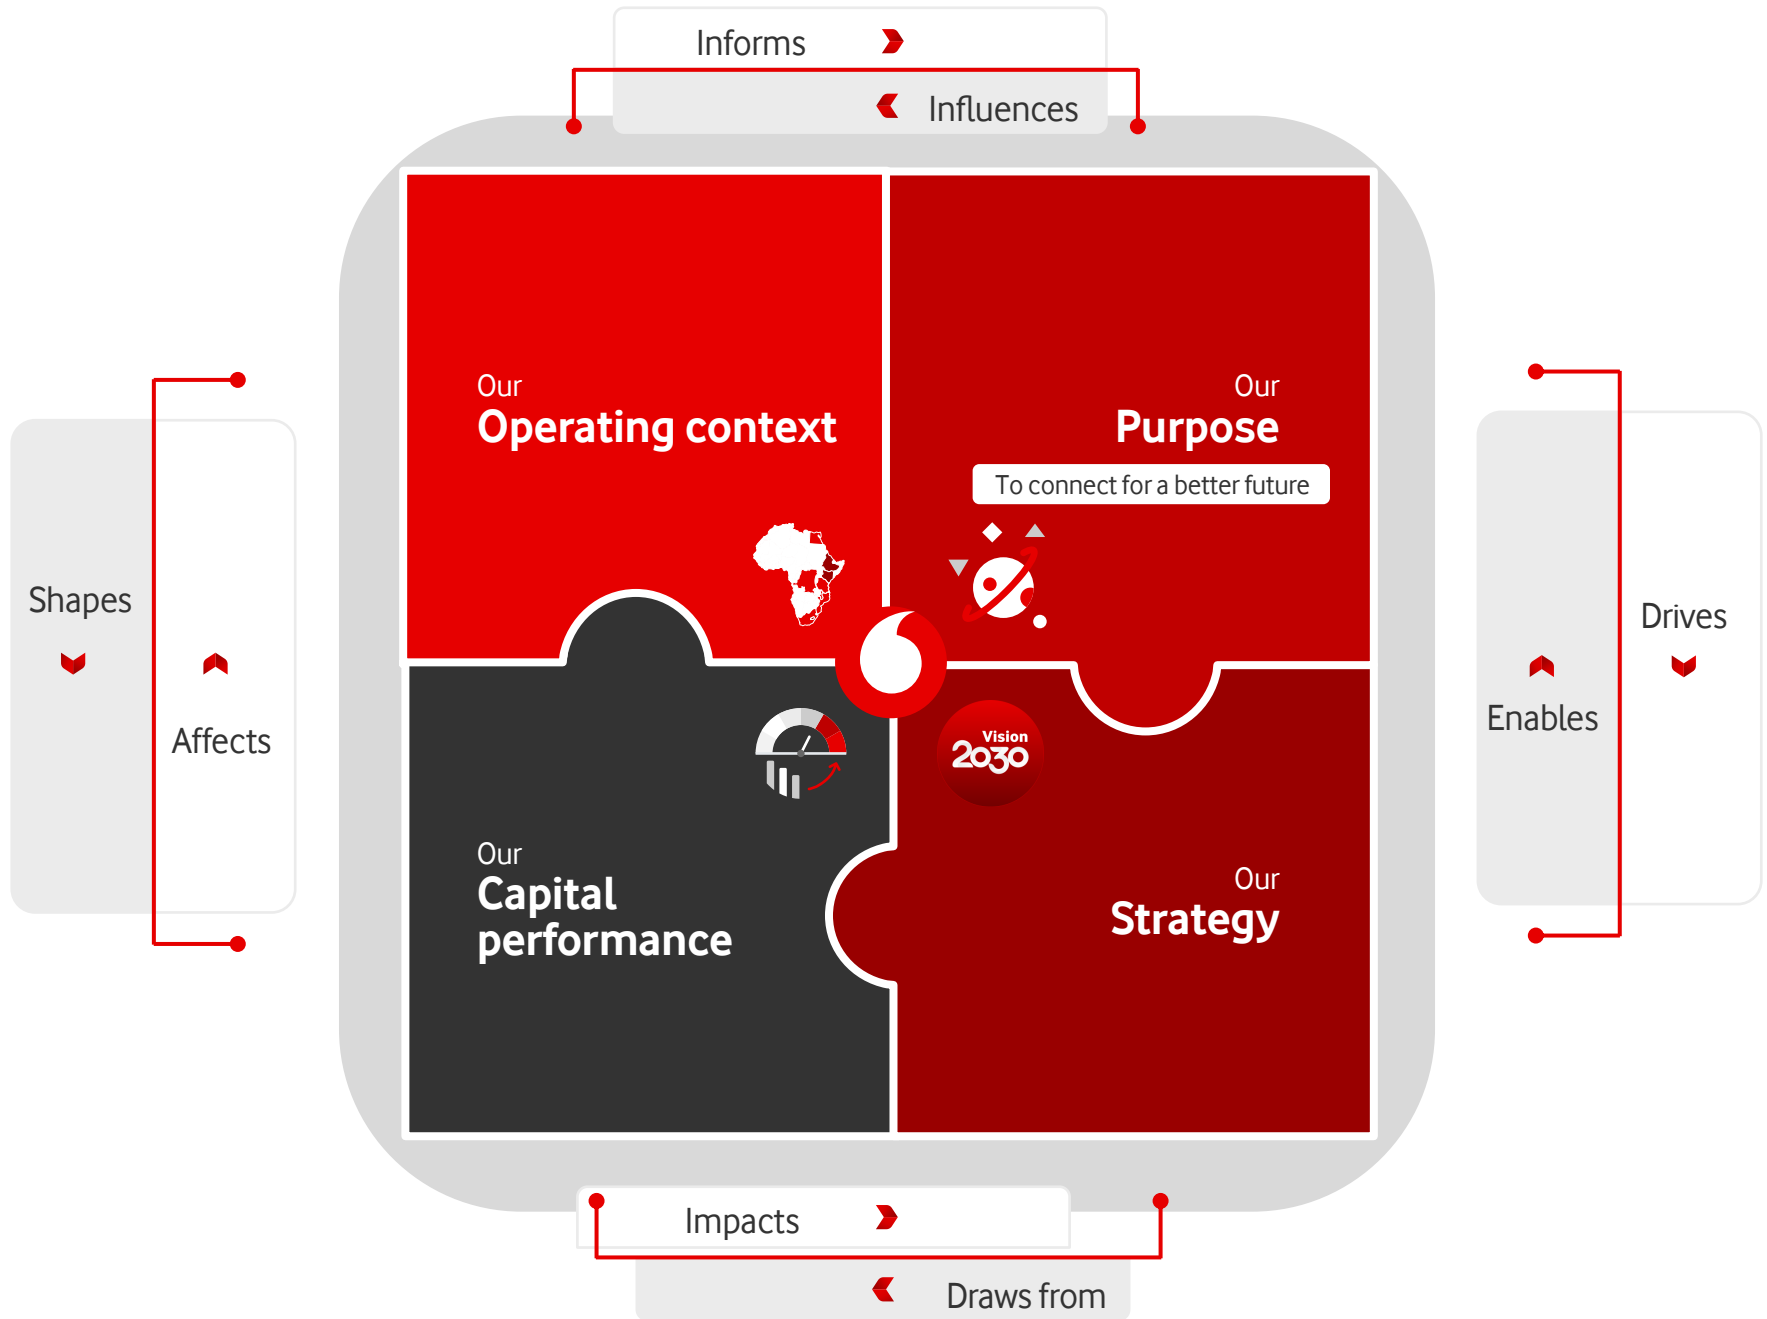 Informs
Influences
Our
Operating context
Our
Purpose
To connect for a better future
Shapes
Affects
Drives
Enables
Vision
2030
Our
Capital
performance
Our
Strategy
Impacts
Draws from